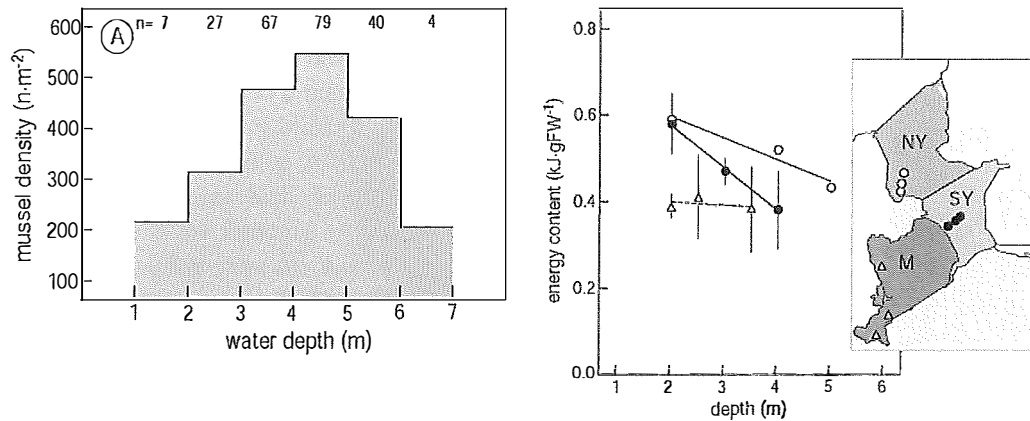 A n= 7 27 67 79 40 4
600
500
400
300
200
100
mussel density (n·m-2)
1 2 3 4 5 6 7
water depth (m)
0.8
0.6
0.4
0.2
0.0
energy content (kJ·gFW-1)
1 2 3 4 5 6
depth (m)
NY
SY
M